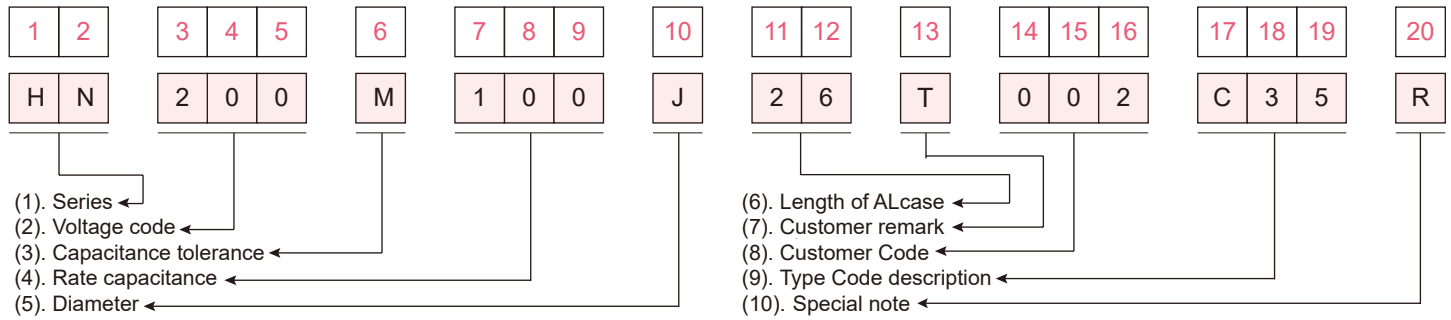 1 2 3 4 5 6 7 8 9 10 11 12 13 14 15 16 17 18 19 20
H N 2 0 0 M 1 0 0 J 2 6 T 0 0 2 C 3 5 R
(1). Series
(2). Voltage code
(3). Capacitance tolerance
(4). Rate capacitance
(5). Diameter
(6). Length of ALcase
(7). Customer remark
(8). Customer Code
(9). Type Code description
(10). Special note